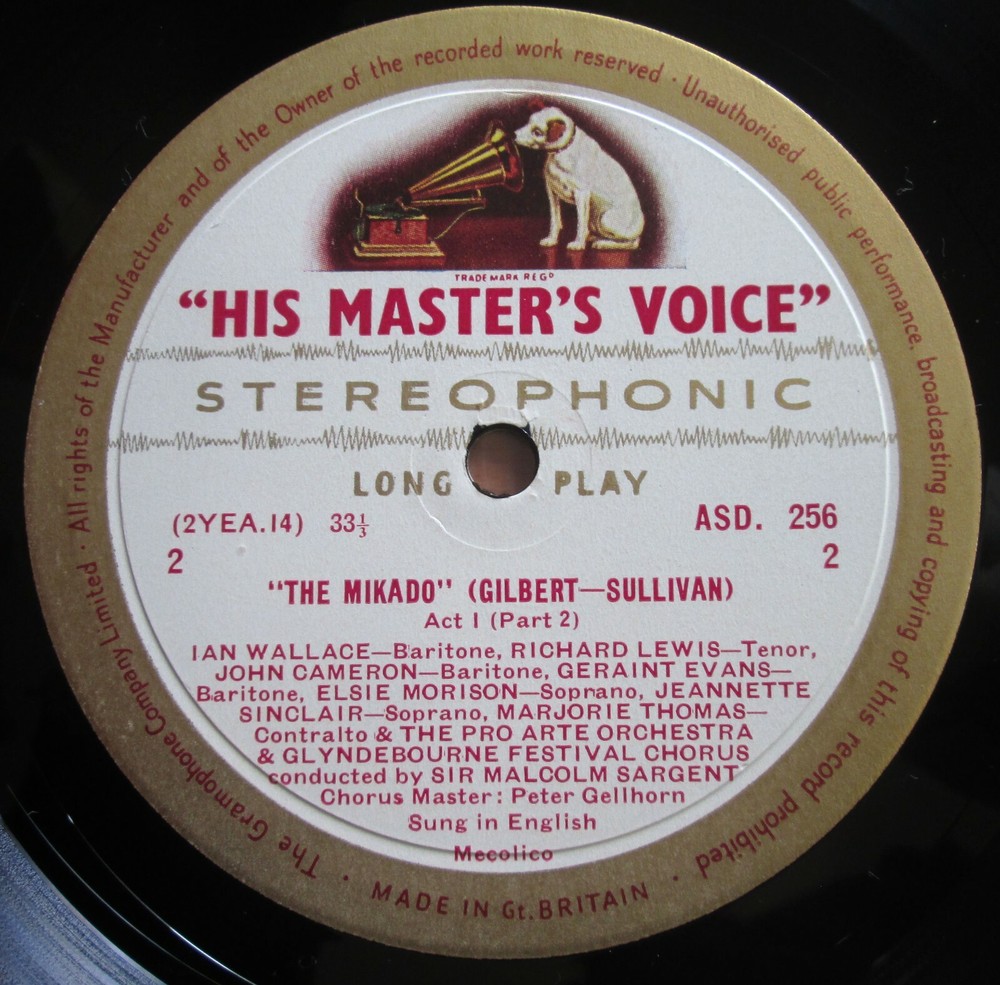 The Gramophone Company Limited · All rights of the Manufacturer and of the Owner of the recorded work reserved · Unauthorised public performance, broadcasting and copying of this record prohibited ·
TRADE MARK REGD
“HIS MASTER'S VOICE”
STEREOPHONIC
LONG PLAY
(2YEA.14) 33⅓ ASD. 256
2 2
"THE MIKADO" (GILBERT—SULLIVAN)
Act I (Part 2)
IAN WALLACE—Baritone, RICHARD LEWIS—Tenor,
JOHN CAMERON—Baritone, GERAINT EVANS—
Baritone, ELSIE MORISON—Soprano, JEANNETTE
SINCLAIR—Soprano, MARJORIE THOMAS—
Contralto & THE PRO ARTE ORCHESTRA
& GLYNDEBOURNE FESTIVAL CHORUS
conducted by SIR MALCOLM SARGENT
Chorus Master: Peter Gellhorn
Sung in English
Mecolico
· MADE IN Gt. BRITAIN ·